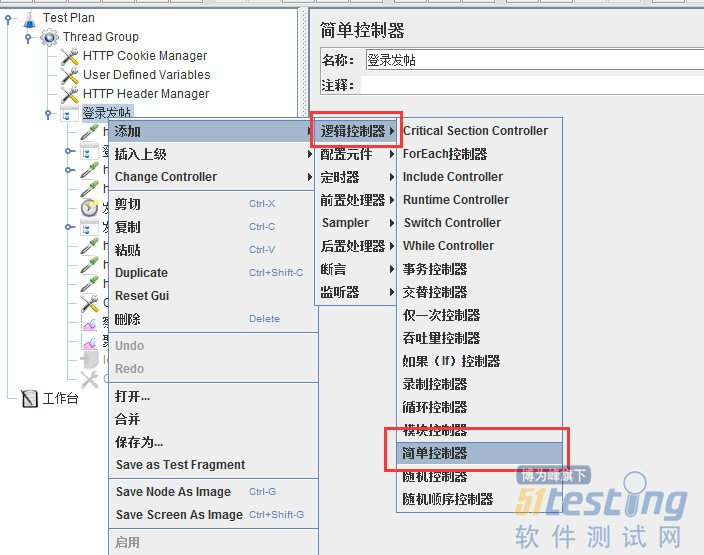 Test Plan
Thread Group
HTTP Cookie Manager
User Defined Variables
HTTP Header Manager
登录发帖
工作台
简单控制器
名称： 登录发帖
注释：
添加
插入上级
Change Controller
剪切 Ctrl-X
复制 Ctrl-C
粘贴 Ctrl-V
Duplicate Ctrl+Shift-C
Reset Gui
删除 Delete
Undo
Redo
打开...
合并
保存为...
Save as Test Fragment
Save Node As Image Ctrl-G
Save Screen As Image Ctrl+Shift-G
启用
逻辑控制器
配置元件
定时器
前置处理器
Sampler
后置处理器
断言
监听器
Critical Section Controller
ForEach控制器
Include Controller
Runtime Controller
Switch Controller
While Controller
事务控制器
交替控制器
仅一次控制器
吞吐量控制器
如果（If）控制器
录制控制器
循环控制器
模块控制器
简单控制器
随机控制器
随机顺序控制器
博为峰旗下
51testing
软件测试网